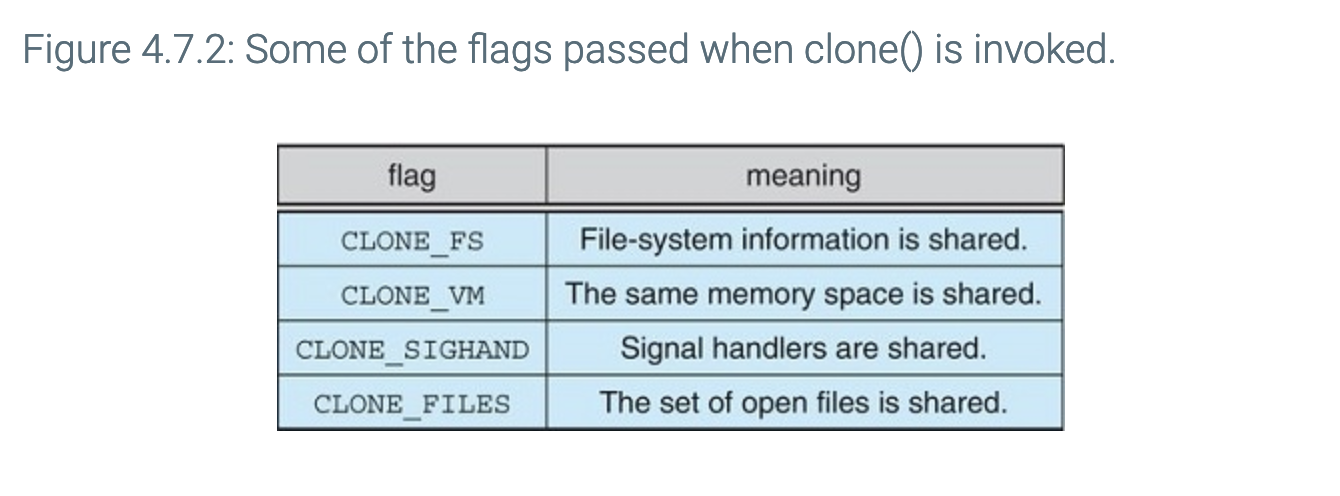 Figure 4.7.2: Some of the flags passed when clone() is invoked.
flag meaning
CLONE_FS File-system information is shared.
CLONE_VM The same memory space is shared.
CLONE_SIGHAND Signal handlers are shared.
CLONE_FILES The set of open files is shared.